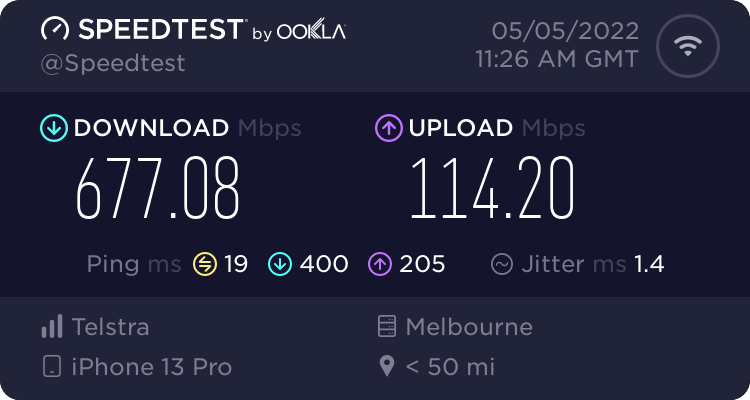 SPEEDTEST by OOKLA
@Speedtest
05/05/2022
11:26 AM GMT
DOWNLOAD Mbps
677.08
UPLOAD Mbps
114.20
Ping ms 19 400 205 Jitter ms 1.4
Telstra
Melbourne
iPhone 13 Pro
< 50 mi